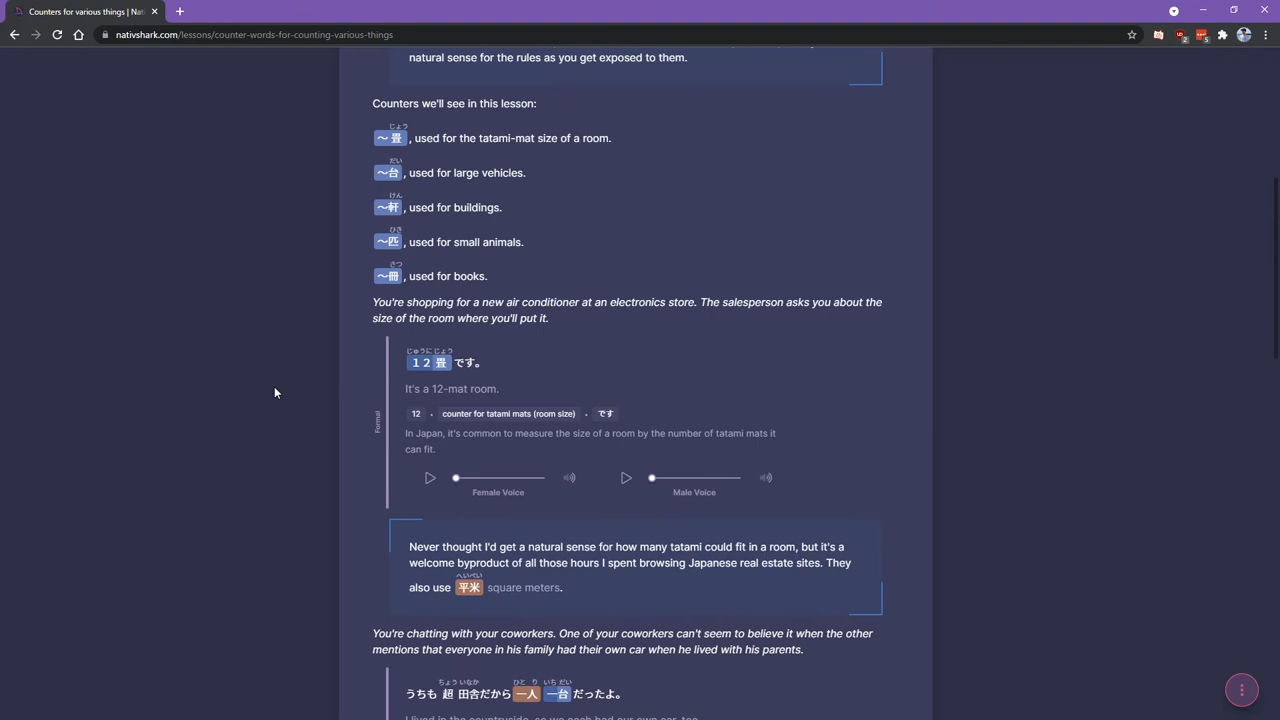 Counters for various things | Nati
nativshark.com/lessons/counter-words-for-counting-various-things
natural sense for the rules as you get exposed to them.
Counters we'll see in this lesson:
じょう
～畳, used for the tatami-mat size of a room.
だい
～台, used for large vehicles.
けん
～軒, used for buildings.
ひき
～匹, used for small animals.
さつ
～冊, used for books.
You're shopping for a new air conditioner at an electronics store. The salesperson asks you about the
size of the room where you'll put it.
じゅうにじょう
１２畳です。
It's a 12-mat room.
12 • counter for tatami mats (room size) • です
Formal
In Japan, it's common to measure the size of a room by the number of tatami mats it
can fit.
Female Voice Male Voice
Never thought I'd get a natural sense for how many tatami could fit in a room, but it's a
welcome byproduct of all those hours I spent browsing Japanese real estate sites. They
へいべい
also use 平米 square meters.
You're chatting with your coworkers. One of your coworkers can't seem to believe it when the other
mentions that everyone in his family had their own car when he lived with his parents.
ちょう いなか ひと り いち だい
うちも 超 田舎だから一人 一台だったよ。
I lived in the countryside, so we each had our own car, too.